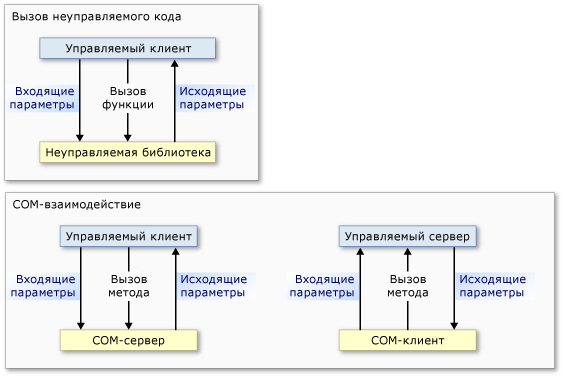 Вызов неуправляемого кода
Управляемый клиент
Входящие параметры
Вызов функции
Исходящие параметры
Неуправляемая библиотека
COM-взаимодействие
Управляемый клиент
Входящие параметры
Вызов метода
Исходящие параметры
COM-сервер
Управляемый сервер
Входящие параметры
Вызов метода
Исходящие параметры
COM-клиент